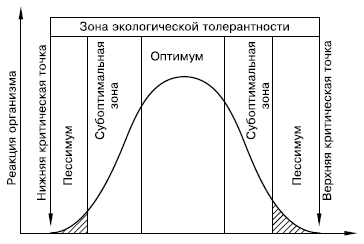 Зона экологической толерантности
Реакция организма
Нижняя критическая точка
Пессимум
Субоптимальная
зона
Оптимум
Субоптимальная
зона
Пессимум
Верхняя критическая точка